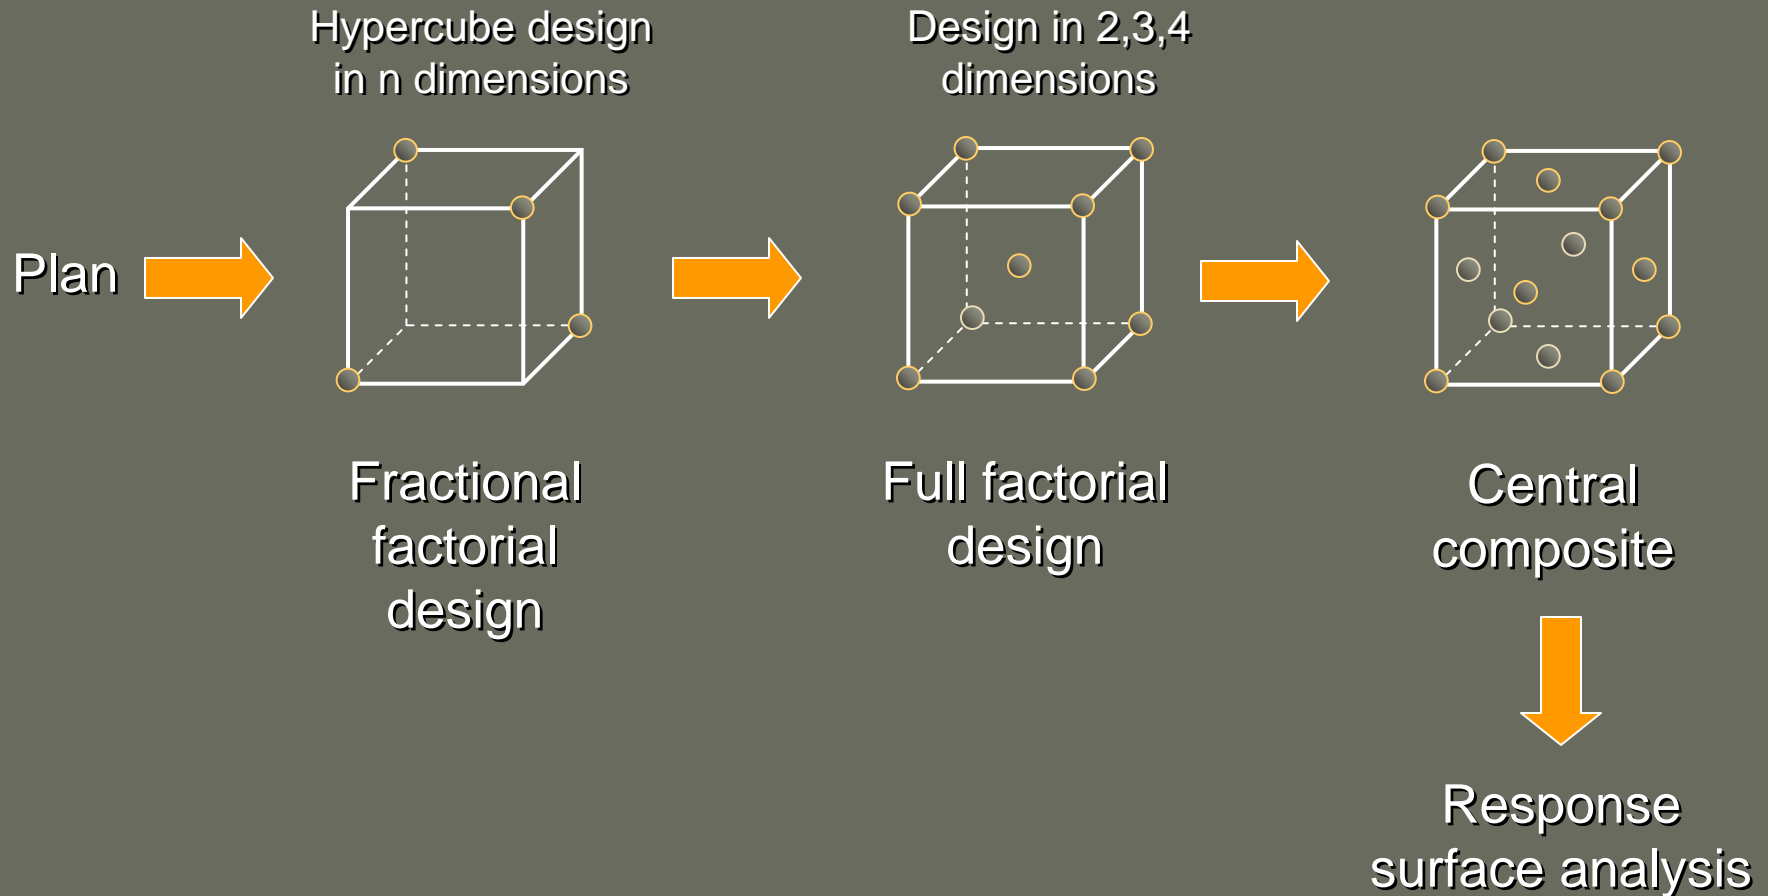 Hypercube design
in n dimensions
Design in 2,3,4
dimensions
Plan
Fractional
factorial
design
Full factorial
design
Central
composite
Response
surface analysis